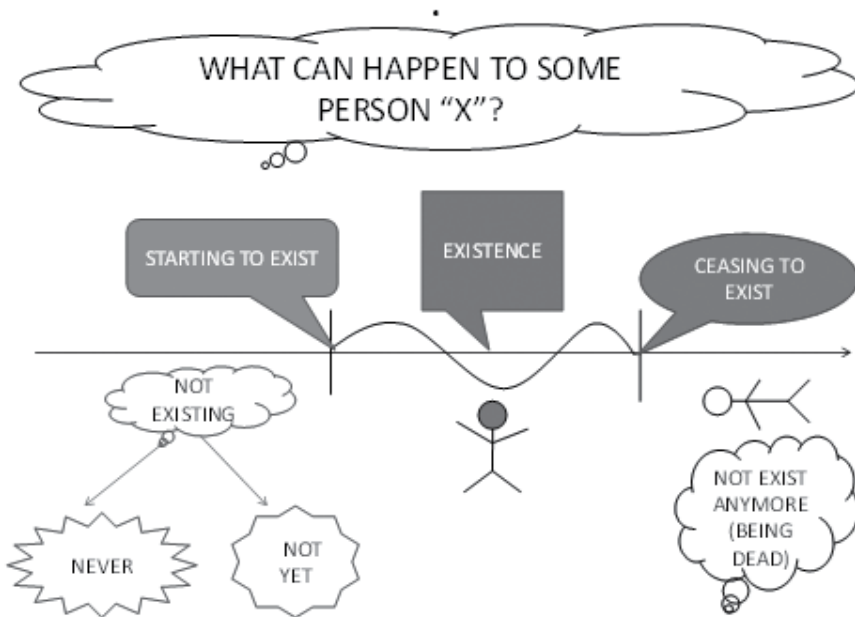 WHAT CAN HAPPEN TO SOME
PERSON “X”?
STARTING TO EXIST
EXISTENCE
CEASING TO
EXIST
NOT
EXISTING
NEVER
NOT
YET
NOT EXIST
ANYMORE
(BEING
DEAD)